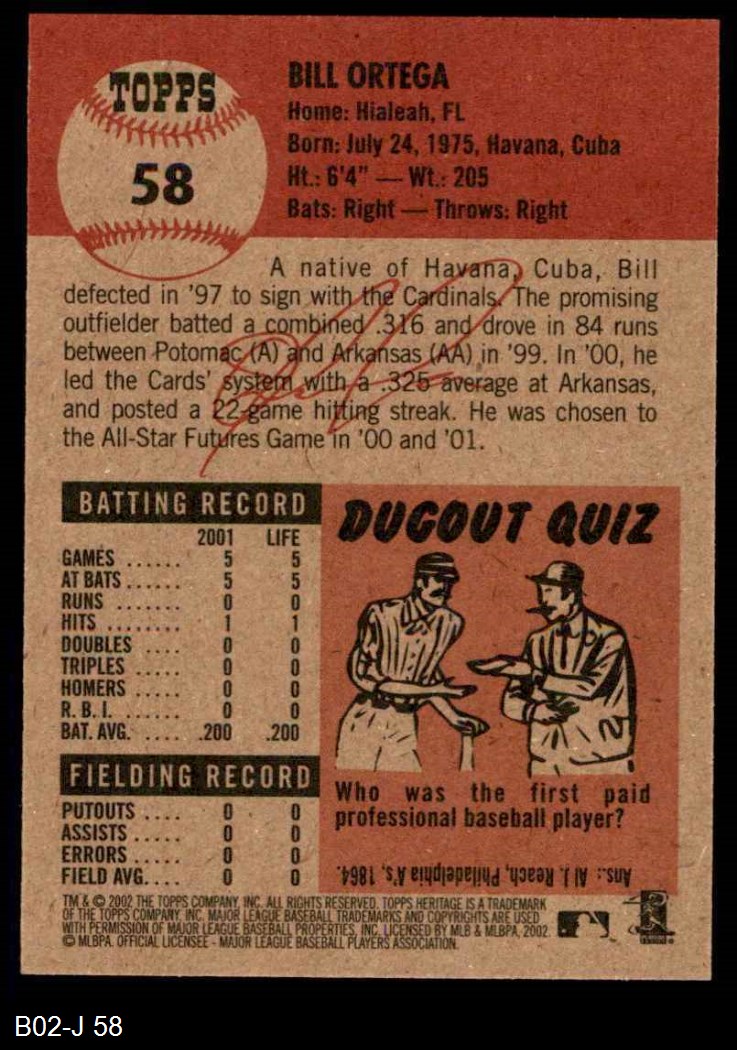 TOPPS
58
BILL ORTEGA
Home: Hialeah, FL
Born: July 24, 1975, Havana, Cuba
Ht.: 6'4" — Wt.: 205
Bats: Right — Throws: Right
A native of Havana, Cuba, Bill
defected in '97 to sign with the Cardinals. The promising
outfielder batted a combined .316 and drove in 84 runs
between Potomac (A) and Arkansas (AA) in '99. In '00, he
led the Cards' system with a .325 average at Arkansas,
and posted a 22-game hitting streak. He was chosen to
the All-Star Futures Game in '00 and '01.
BATTING RECORD
2001 LIFE
GAMES ...... 5 5
AT BATS ..... 5 5
RUNS ....... 0 0
HITS ........ 1 1
DOUBLES .... 0 0
TRIPLES .... 0 0
HOMERS .... 0 0
R. B. I. ...... 0 0
BAT. AVG. .... .200 .200
FIELDING RECORD
PUTOUTS .... 0 0
ASSISTS ..... 0 0
ERRORS ..... 0 0
FIELD AVG.... 0 0
DUGOUT QUIZ
Who was the first paid
professional baseball player?
Ans.: Al J. Reach, Philadelphia A's, 1864.
TM & © 2002 THE TOPPS COMPANY, INC. ALL RIGHTS RESERVED. TOPPS HERITAGE IS A TRADEMARK
OF THE TOPPS COMPANY, INC. MAJOR LEAGUE BASEBALL TRADEMARKS AND COPYRIGHTS ARE USED
WITH PERMISSION OF MAJOR LEAGUE BASEBALL PROPERTIES, INC. LICENSED BY MLB & MLBPA, 2002.
© MLBPA. OFFICIAL LICENSEE - MAJOR LEAGUE BASEBALL PLAYERS ASSOCIATION.
B02-J 58